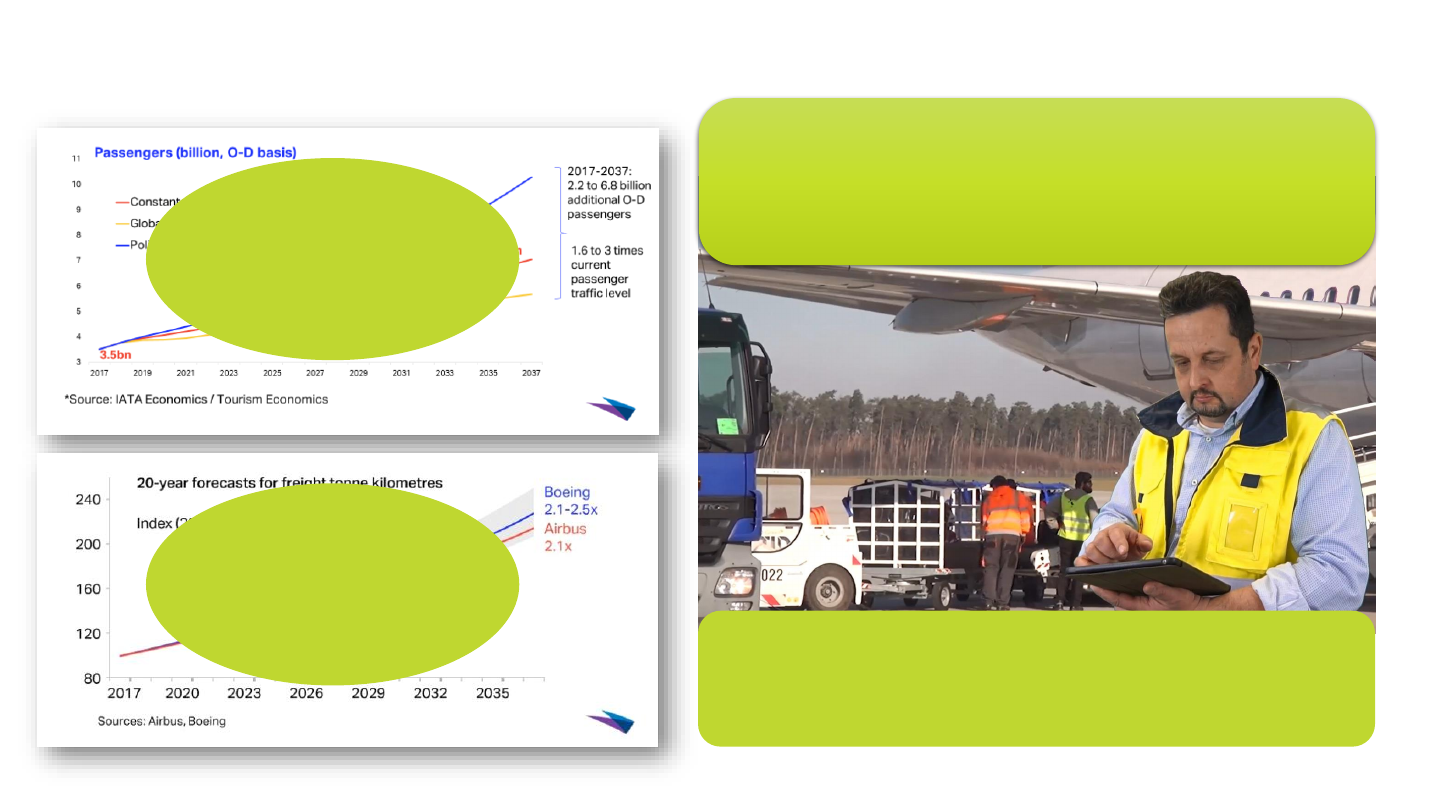 Passengers (billion, O-D basis)
11
10
9
8
7
6
5
4
3
Constant
3.5bn
2017 2019 2021 2023 2025 2027 2029 2031 2033 2035 2037
2017-2037:
2.2 to 6.8 billion
additional O-D
passengers
1.6 to 3 times
current
passenger
traffic level
*Source: IATA Economics / Tourism Economics
20-year forecasts for freight tonne kilometres
Index
240
200
160
120
80
2017 2020 2023 2026 2029 2032 2035
Boeing
2.1-2.5x
Airbus
2.1x
Sources: Airbus, Boeing
022